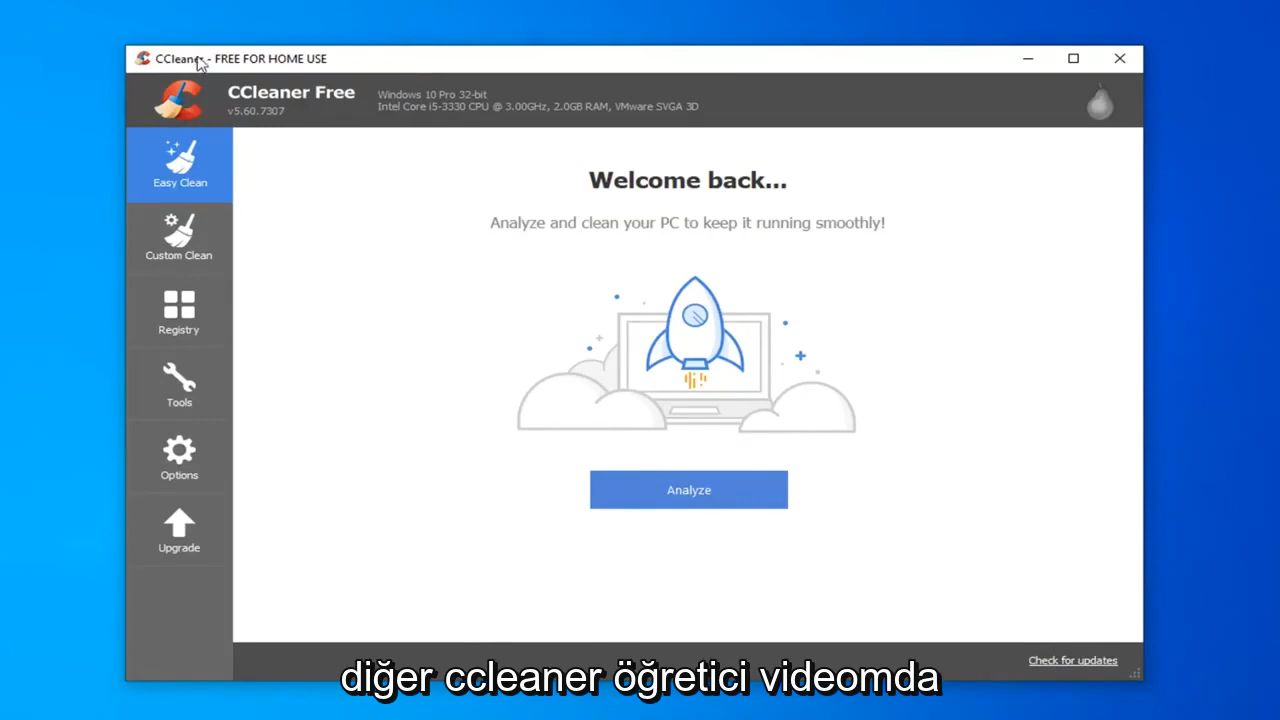 CCleaner - FREE FOR HOME USE
CCleaner Free
v5.60.7307
Windows 10 Pro 32-bit
Intel Core i5-3330 CPU @ 3.00GHz, 2.0GB RAM, VMware SVGA 3D
Easy Clean
Custom Clean
Registry
Tools
Options
Upgrade
Welcome back...
Analyze and clean your PC to keep it running smoothly!
Analyze
Check for updates
diğer ccleaner öğretici videomda